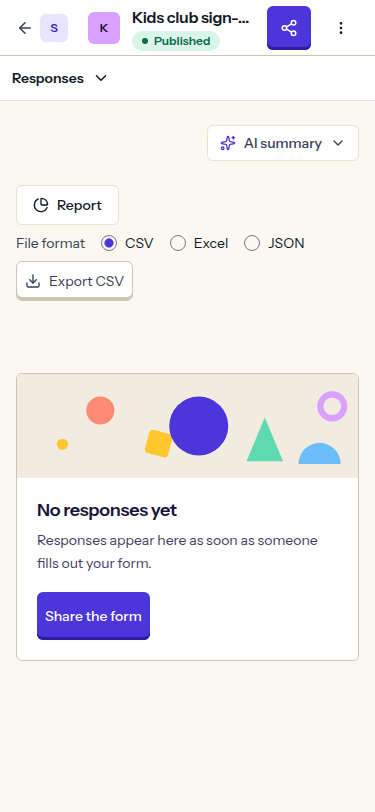 S
K
Kids club sign-...
Published
Responses
AI summary
Report
File format
CSV
Excel
JSON
Export CSV
No responses yet
Responses appear here as soon as someone
fills out your form.
Share the form